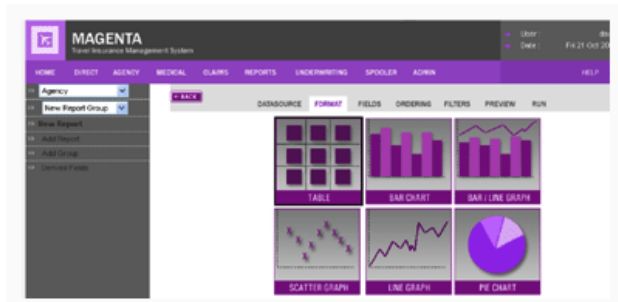 MAGENTA
Travel Insurance Management System
User :
Date : Fri 21 Oct 20
HOME DIRECT AGENCY MEDICAL CLAIMS REPORTS UNDERWRITING SPOOLER ADMIN HELP
Agency
New Report Group
New Report
Add Report
Add Group
Derived Fields
BACK
DATASOURCE FORMAT FIELDS ORDERING FILTERS PREVIEW RUN
TABLE BAR CHART BAR / LINE GRAPH
SCATTER GRAPH LINE GRAPH PIE CHART